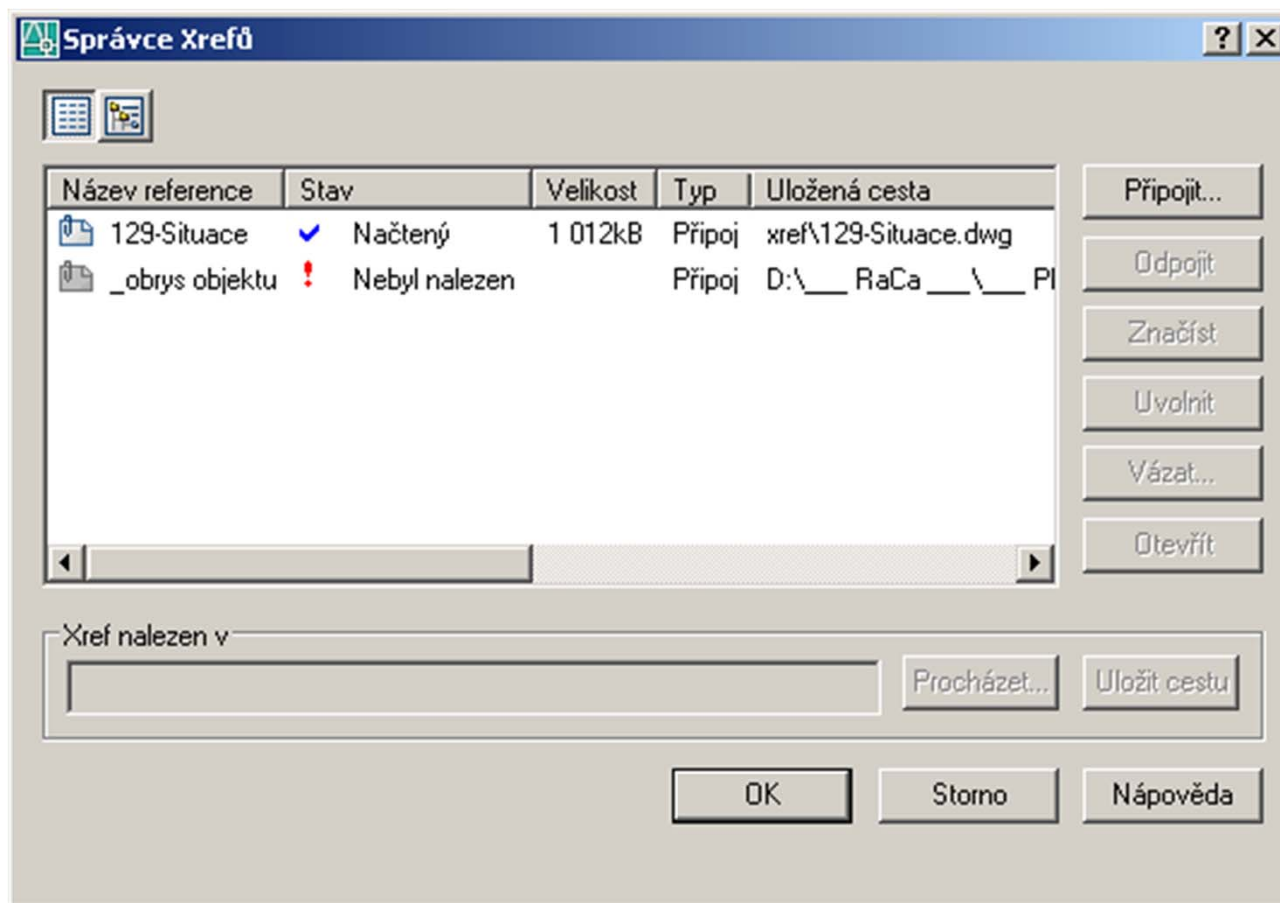 Správce Xrefů
Název reference Stav Velikost Typ Uložená cesta
129-Situace Načtený 1 012kB Připoj xref\129-Situace.dwg
_obrys objektu Nebyl nalezen Připoj D:\___ RaCa ___\___
Připojit...
Odpojit
Značíst
Uvolnit
Vázat...
Otevřít
Xref nalezen v
Procházet...
Uložit cestu
OK
Storno
Nápověda